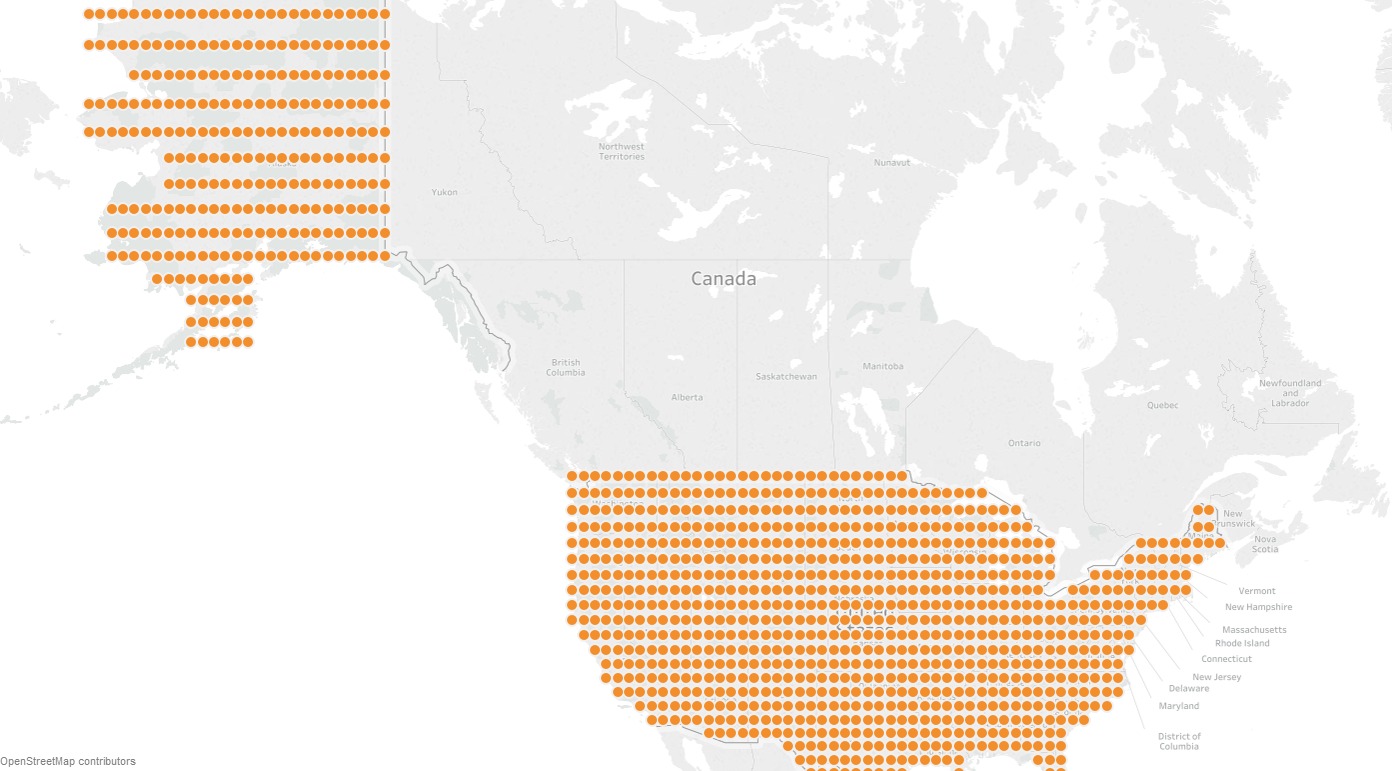 Northwest
Territories
Nunavut
Yukon
Canada
British
Columbia
Alberta
Saskatchewan
Manitoba
Newfoundland
and
Labrador
Quebec
Ontario
New
Brunswick
Nova
Scotia
Vermont
New Hampshire
Massachusetts
Rhode Island
Connecticut
New Jersey
Delaware
Maryland
District of
Columbia
OpenStreetMap contributors